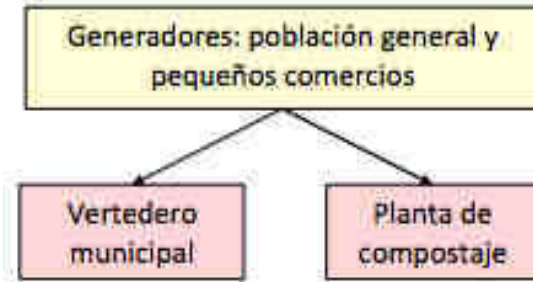 Generadores: población general y
pequeños comercios
Vertedero
municipal
Planta de
compostaje